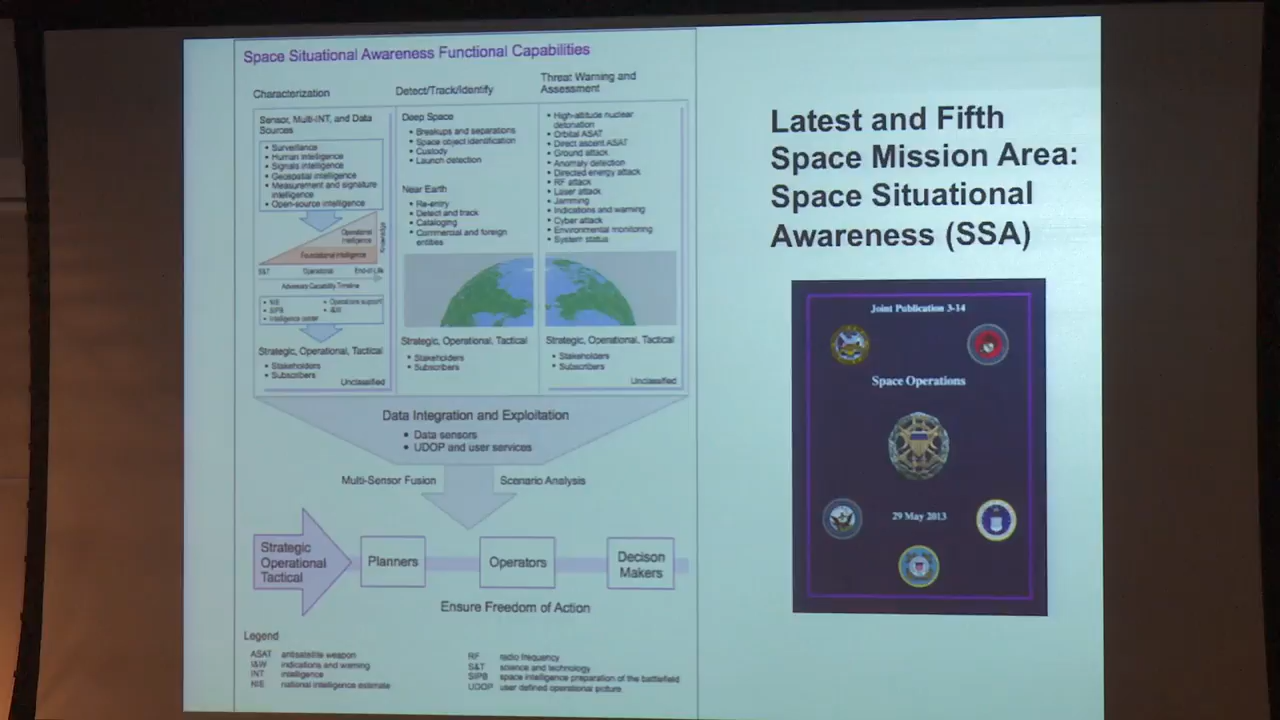 Space Situational Awareness Functional Capabilities
Characterization
Sensor, Multi-INT, and Data
Sources
• Surveillance
• Human intelligence
• Signals intelligence
• Geospatial intelligence
• Measurement and signature
intelligence
• Open-source intelligence
Operational
Intelligence
Foundational Intelligence
Knowledge
S&T Operational End-of-Life
Adversary Capability Timeline
• NIE
• SIPB
• Intelligence center
• Operations support
• I&W
Strategic, Operational, Tactical
• Stakeholders
• Subscribers
Unclassified
Detect/Track/Identify
Deep Space
• Breakups and separations
• Space object identification
• Custody
• Launch detection
Near Earth
• Re-entry
• Detect and track
• Cataloging
• Commercial and foreign
entities
Strategic, Operational, Tactical
• Stakeholders
• Subscribers
Threat Warning and
Assessment
• High-altitude nuclear
detonation
• Orbital ASAT
• Direct ascent ASAT
• Ground attack
• Anomaly detection
• Directed energy attack
• RF attack
• Laser attack
• Jamming
• Indications and warning
• Cyber attack
• Environmental monitoring
• System status
Strategic, Operational, Tactical
• Stakeholders
• Subscribers
Unclassified
Data Integration and Exploitation
• Data sensors
• UDOP and user services
Multi-Sensor Fusion
Scenario Analysis
Strategic
Operational
Tactical
Planners
Operators
Decison
Makers
Ensure Freedom of Action
Legend
ASAT antisatellite weapon
I&W indications and warning
INT intelligence
NIE national intelligence estimate
RF radio frequency
S&T science and technology
SIPB space intelligence preparation of the battlefield
UDOP user defined operational picture
Latest and Fifth
Space Mission Area:
Space Situational
Awareness (SSA)
Joint Publication 3-14
Space Operations
29 May 2013